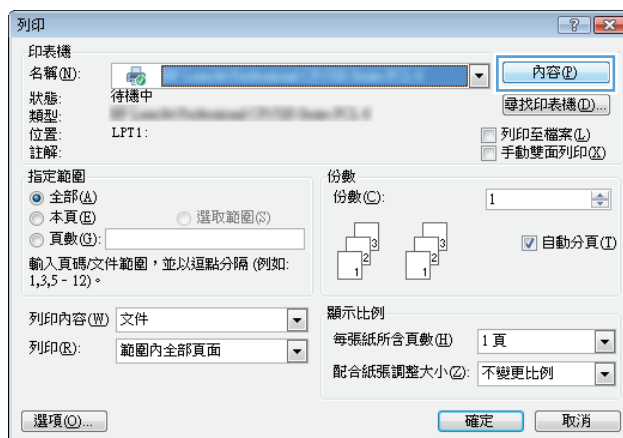 列印
印表機
名稱(N):
內容(P)
狀態:
待機中
尋找印表機(D)...
類型:
位置:
LPT1:
列印至檔案(L)
註解:
手動雙面列印(X)
指定範圍
全部(A)
本頁(E)
選取範圍(S)
頁數(G):
輸入頁碼/文件範圍，並以逗點分隔 (例如:
1,3,5 - 12)。
份數
份數(C):
1
3
2
1
3
2
1
自動分頁(T)
列印內容(W)
文件
列印(R):
範圍內全部頁面
顯示比例
每張紙所含頁數(H)
1 頁
配合紙張調整大小(Z):
不變更比例
選項(O)...
確定
取消